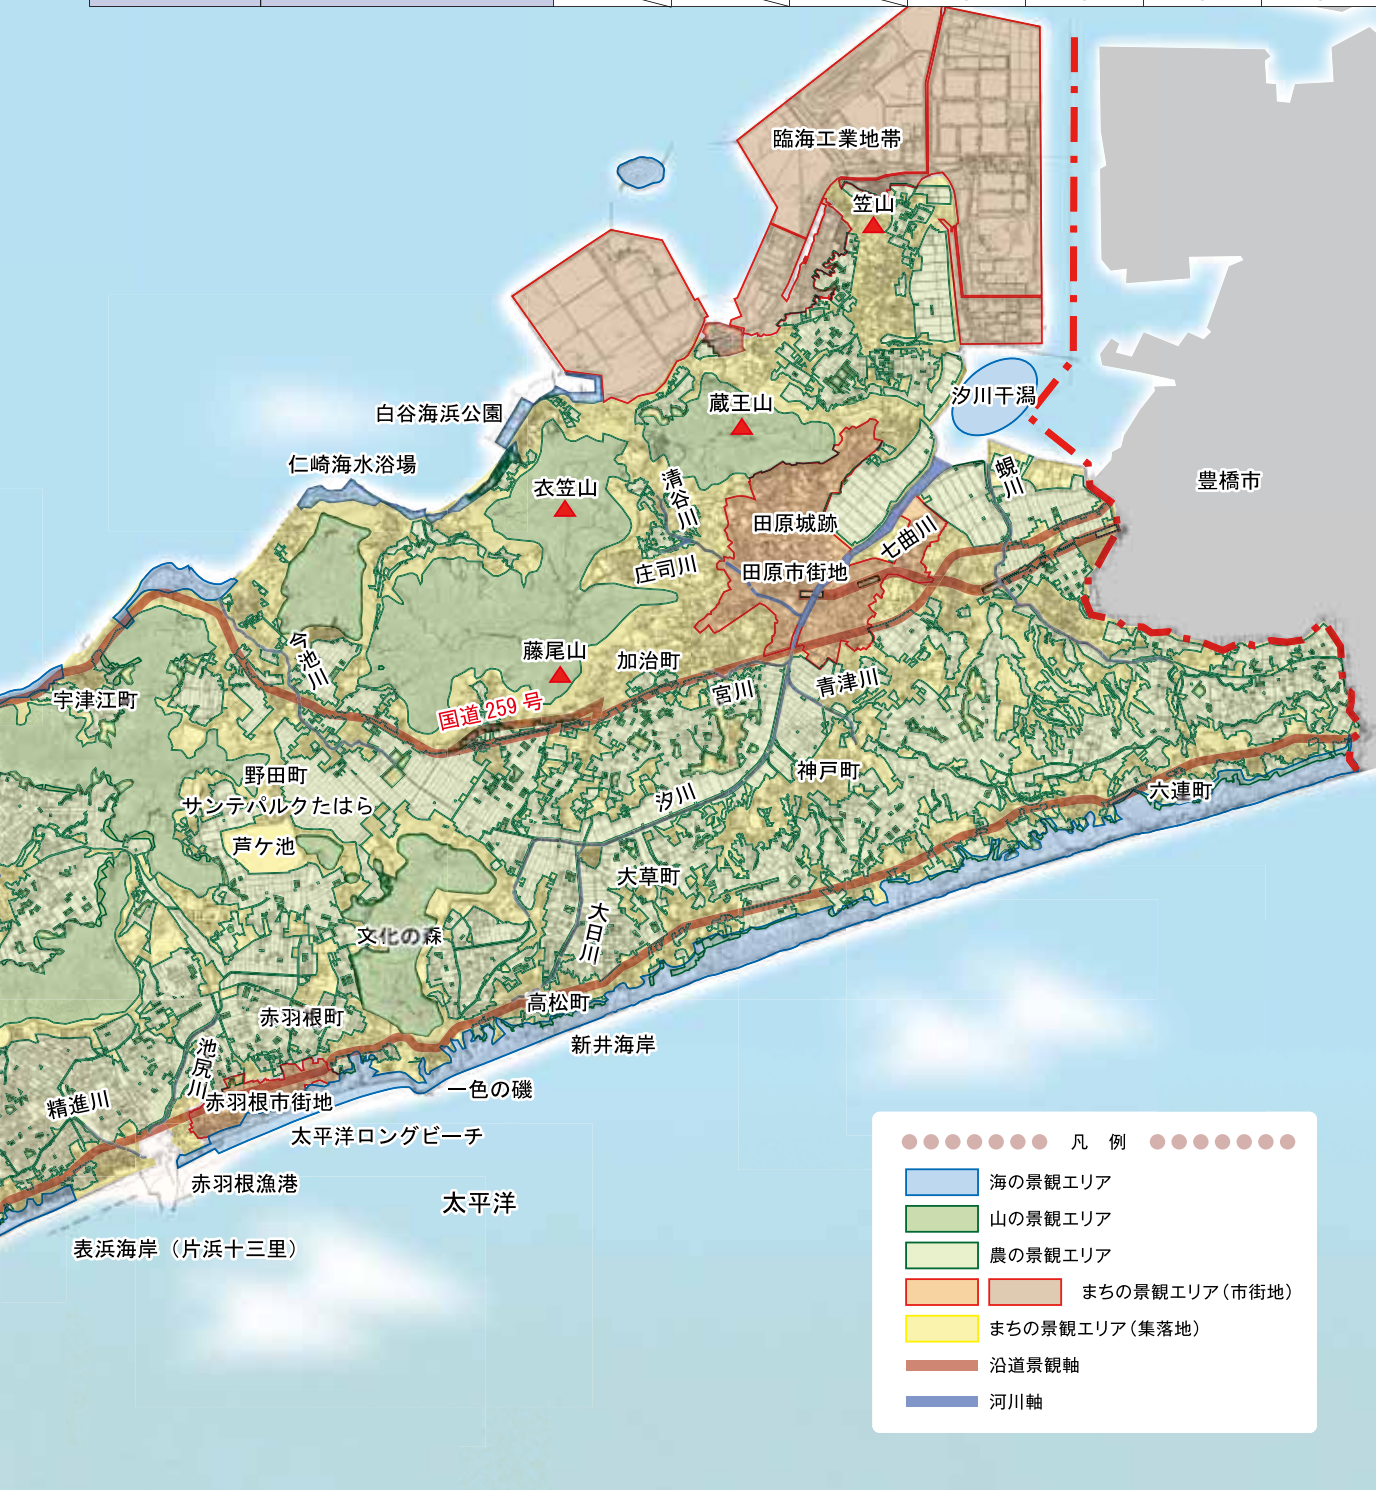 臨海工業地帯
笠山
蔵王山
汐川干潟
白谷海浜公園
仁崎海水浴場
衣笠山
清谷川
蜆川
豊橋市
田原城跡
七曲川
庄司川
田原市街地
今池川
藤尾山
加治町
宇津江町
国道 259 号
宮川
青津川
野田町
神戸町
サンテパルクたはら
汐川
六連町
芦ケ池
大草町
文化の森
大日川
高松町
赤羽根町
新井海岸
池尻川
一色の磯
精進川
赤羽根市街地
太平洋ロングビーチ
赤羽根漁港
太平洋
表浜海岸（片浜十三里）
凡 例
海の景観エリア
山の景観エリア
農の景観エリア
まちの景観エリア（市街地）
まちの景観エリア（集落地）
沿道景観軸
河川軸